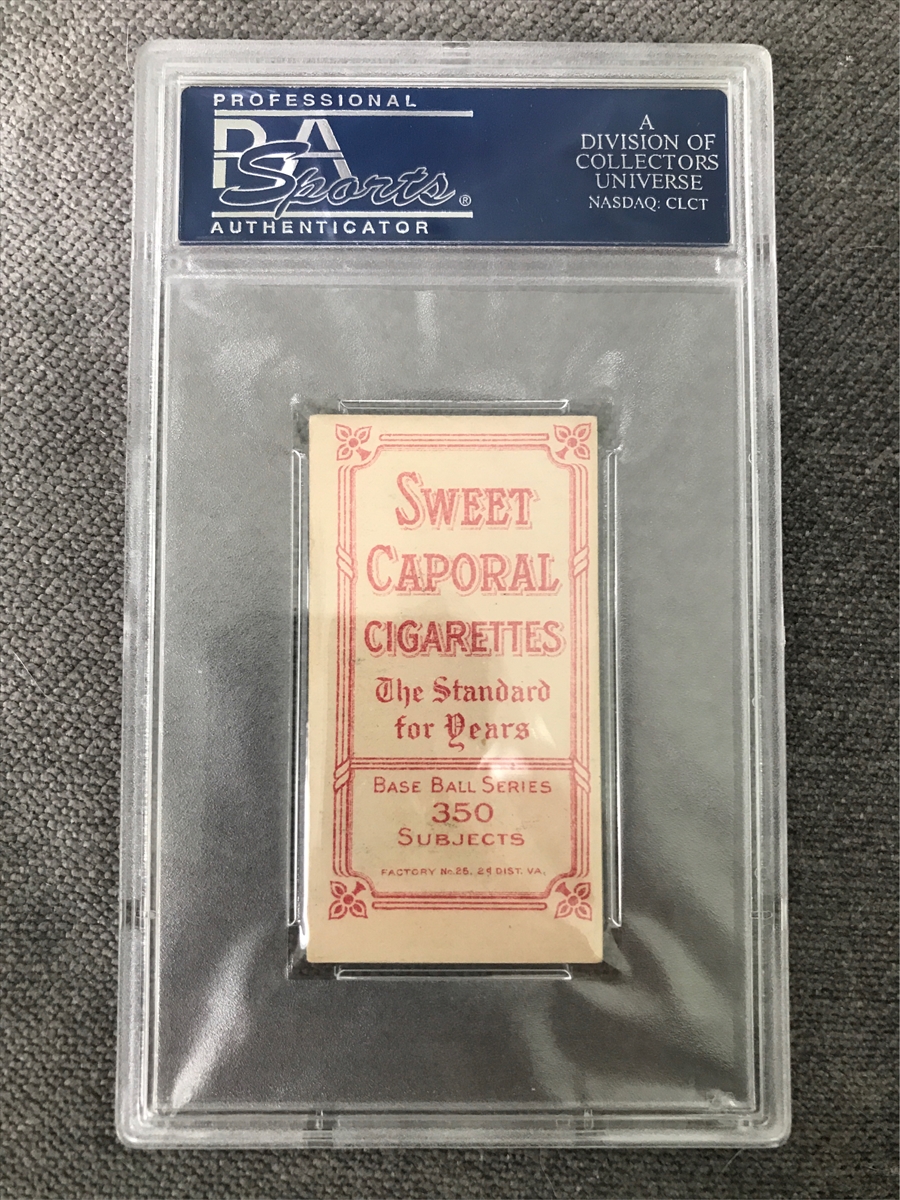 PROFESSIONAL
PSA
Sports®
AUTHENTICATOR
A
DIVISION OF
COLLECTORS
UNIVERSE
NASDAQ: CLCT
SWEET
CAPORAL
CIGARETTES
The Standard
for Years
BASE BALL SERIES
350
SUBJECTS
FACTORY No 25, 2d DIST. VA.